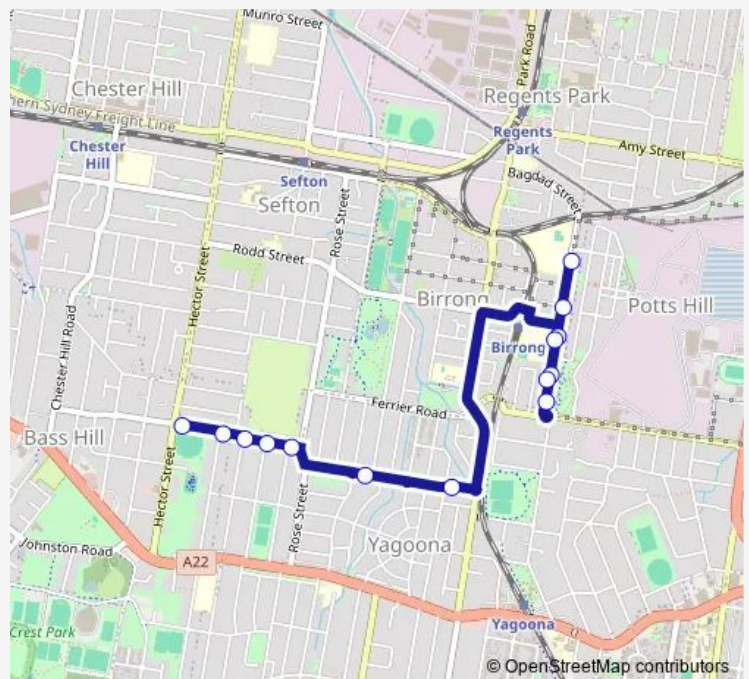 Munro Street
Park Road
Chester Hill
Regents Park
ern Sydney Freight Line
Regents
Park
Amy Street
Chester
Hill
Bagdad Street
Sefton
Sefton
Rose Street
Rodd Street
Hector Street
Birrong
Potts Hill
Chester Hill Road
Birrong
Ferrier Road
Bass Hill
Hector Street
Rose Street
Johnston Road
Yagoona
A22
Yagoona
Crest Park
© OpenStreetMap contributors